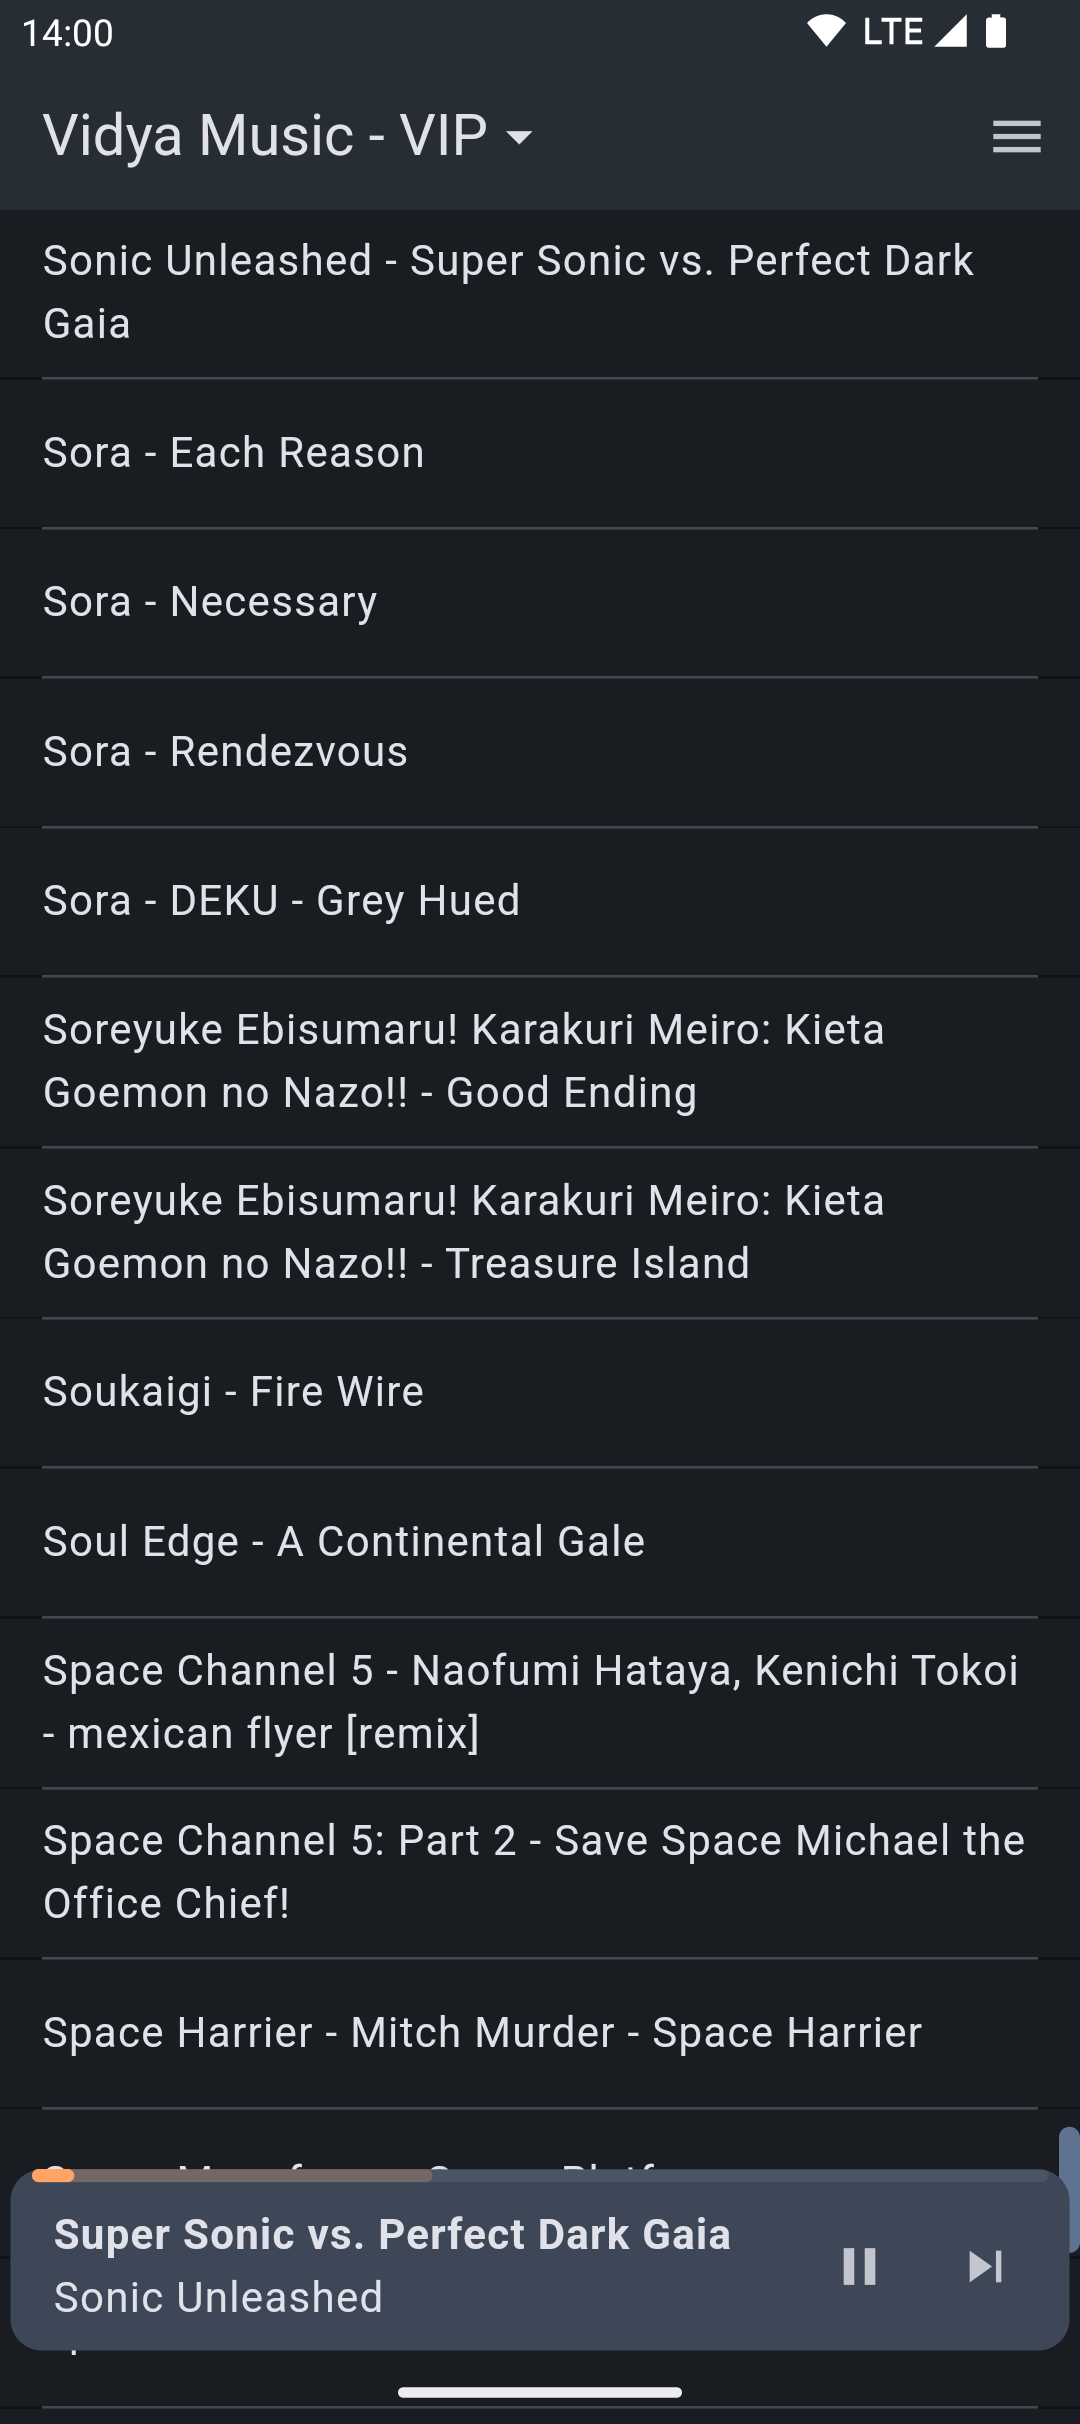 14:00
LTE
Vidya Music - VIP
Sonic Unleashed - Super Sonic vs. Perfect Dark
Gaia
Sora - Each Reason
Sora - Necessary
Sora - Rendezvous
Sora - DEKU - Grey Hued
Soreyuke Ebisumaru! Karakuri Meiro: Kieta
Goemon no Nazo!! - Good Ending
Soreyuke Ebisumaru! Karakuri Meiro: Kieta
Goemon no Nazo!! - Treasure Island
Soukaigi - Fire Wire
Soul Edge - A Continental Gale
Space Channel 5 - Naofumi Hataya, Kenichi Tokoi
- mexican flyer [remix]
Space Channel 5: Part 2 - Save Space Michael the
Office Chief!
Space Harrier - Mitch Murder - Space Harrier
Super Sonic vs. Perfect Dark Gaia
Sonic Unleashed